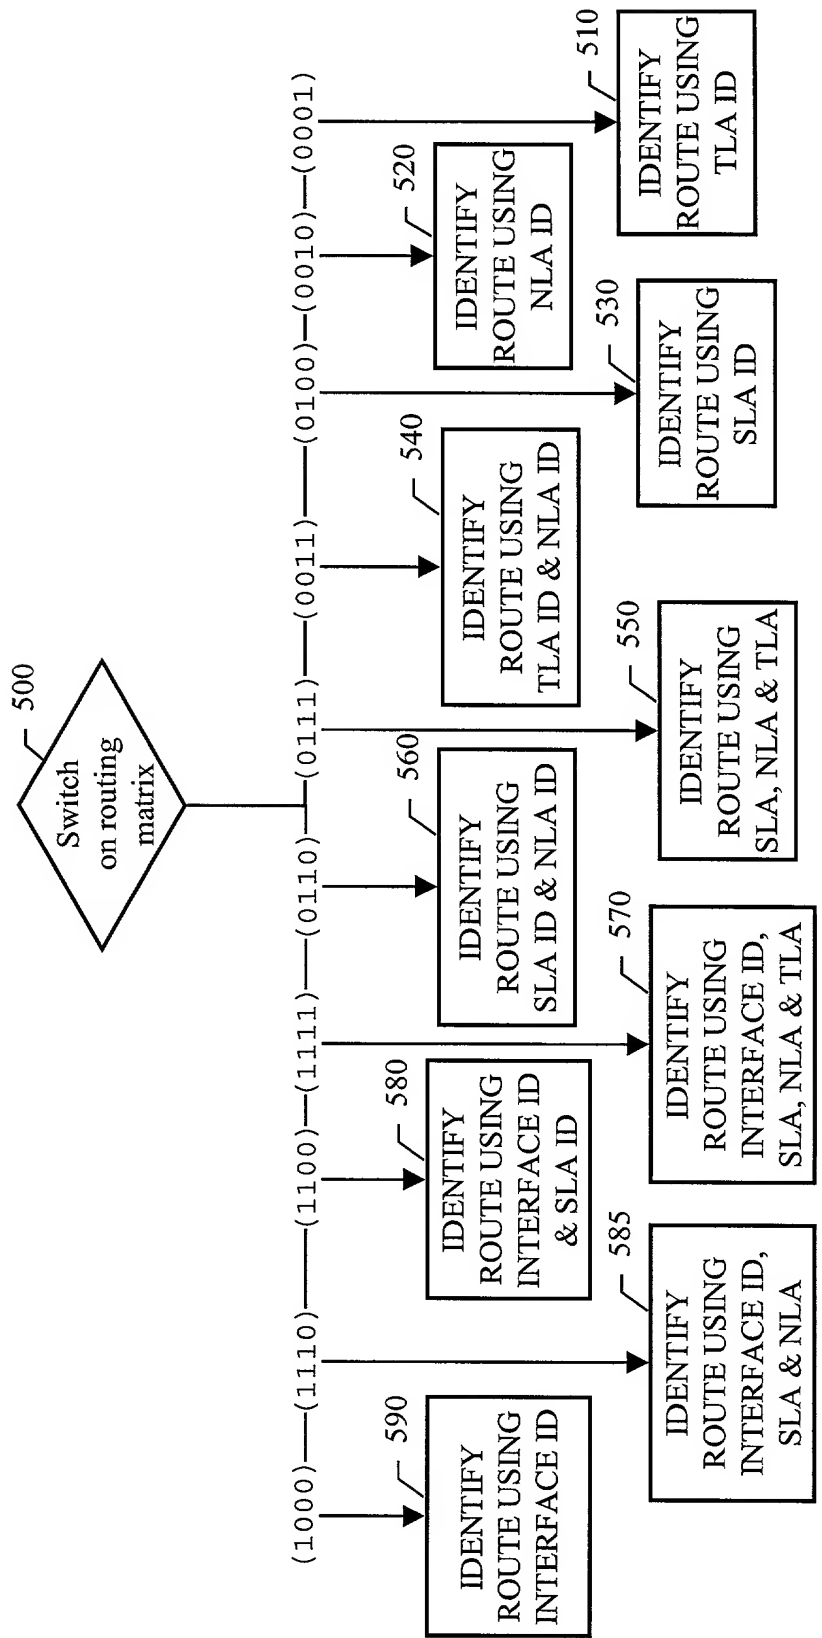 500
Switch
on routing
matrix
(1000)
(1110)
(1100)
(1111)
(0110)
(0111)
(0011)
(0100)
(0010)
(0001)
590
IDENTIFY
ROUTE USING
INTERFACE ID
585
IDENTIFY
ROUTE USING
INTERFACE ID,
SLA & NLA
580
IDENTIFY
ROUTE USING
INTERFACE ID
& SLA ID
570
IDENTIFY
ROUTE USING
INTERFACE ID,
SLA, NLA & TLA
560
IDENTIFY
ROUTE USING
SLA ID & NLA ID
550
IDENTIFY
ROUTE USING
SLA, NLA & TLA
540
IDENTIFY
ROUTE USING
TLA ID & NLA ID
530
IDENTIFY
ROUTE USING
SLA ID
520
IDENTIFY
ROUTE USING
NLA ID
510
IDENTIFY
ROUTE USING
TLA ID